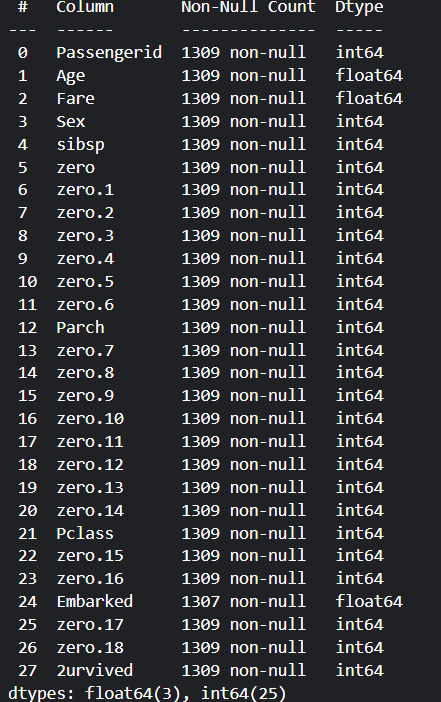 #   Column       Non-Null Count  Dtype
---  ------       --------------  -----
0   Passengerid  1309 non-null   int64
1   Age          1309 non-null   float64
2   Fare         1309 non-null   float64
3   Sex          1309 non-null   int64
4   sibsp        1309 non-null   int64
5   zero         1309 non-null   int64
6   zero.1       1309 non-null   int64
7   zero.2       1309 non-null   int64
8   zero.3       1309 non-null   int64
9   zero.4       1309 non-null   int64
10  zero.5       1309 non-null   int64
11  zero.6       1309 non-null   int64
12  Parch        1309 non-null   int64
13  zero.7       1309 non-null   int64
14  zero.8       1309 non-null   int64
15  zero.9       1309 non-null   int64
16  zero.10      1309 non-null   int64
17  zero.11      1309 non-null   int64
18  zero.12      1309 non-null   int64
19  zero.13      1309 non-null   int64
20  zero.14      1309 non-null   int64
21  Pclass       1309 non-null   int64
22  zero.15      1309 non-null   int64
23  zero.16      1309 non-null   int64
24  Embarked     1307 non-null   float64
25  zero.17      1309 non-null   int64
26  zero.18      1309 non-null   int64
27  2urvived     1309 non-null   int64
dtypes: float64(3), int64(25)